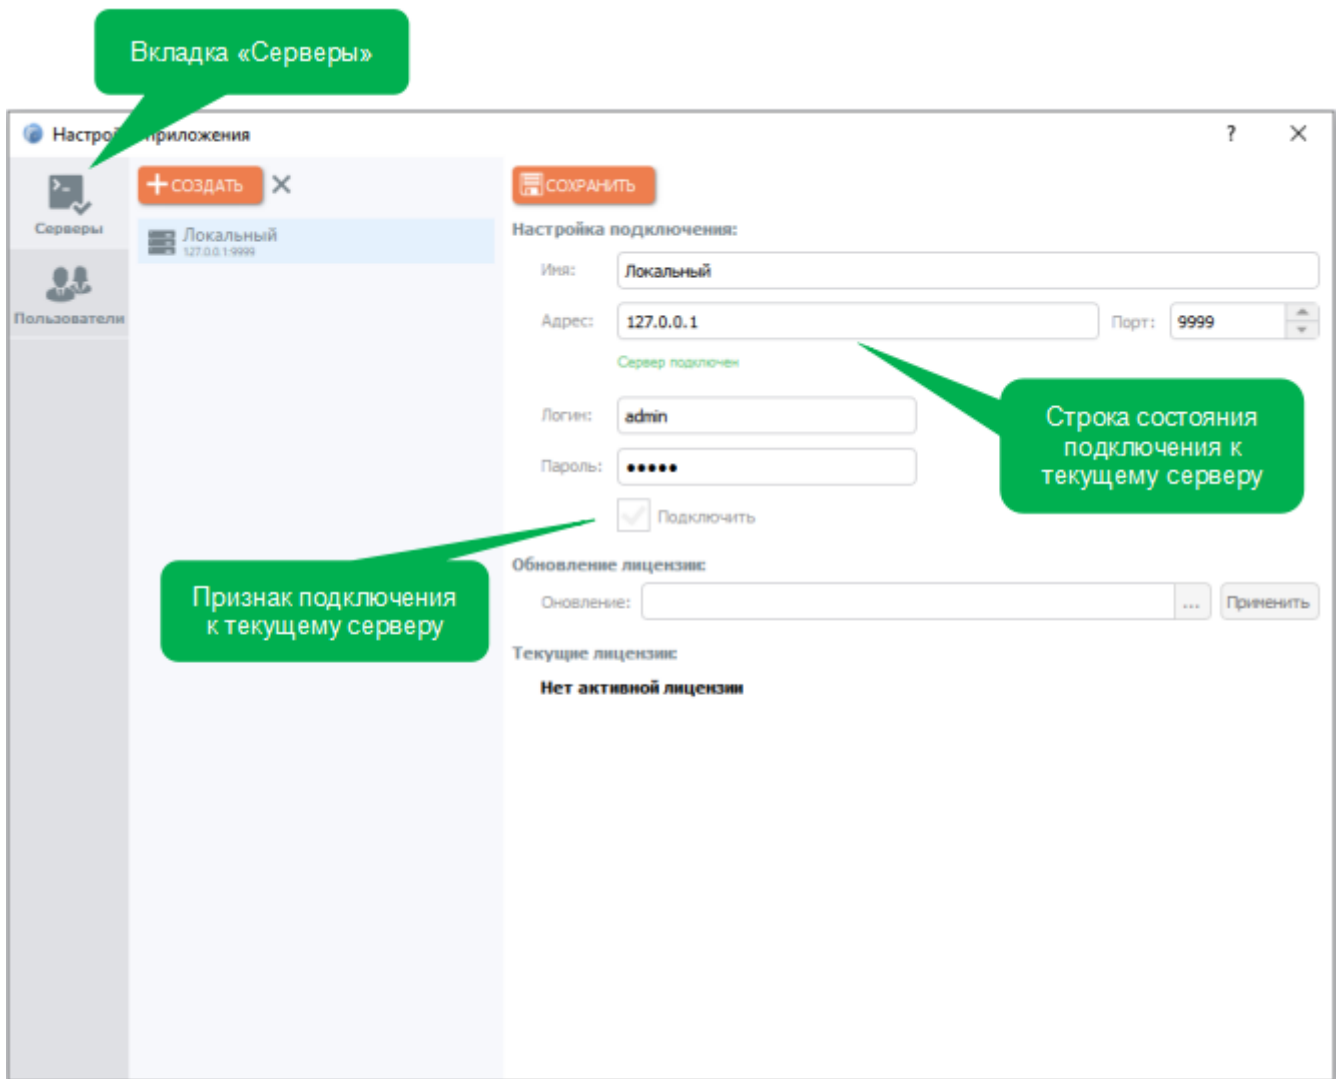 Вкладка «Серверы»
Настрой приложения
?
СОЗДАТЬ
СОХРАНИТЬ
Серверы
Локальный
127.0.0.1:9999
Настройка подключения:
Имя:
Локальный
Пользователи
Адрес:
127.0.0.1
Порт:
9999
Сервер подключен
Логин:
admin
Строка состояния
подключения к
текущему серверу
Пароль:
•••••
Подключить
Признак подключения
к текущему серверу
Обновление лицензии:
Оновление:
...
Применить
Текущие лицензии:
Нет активной лицензии